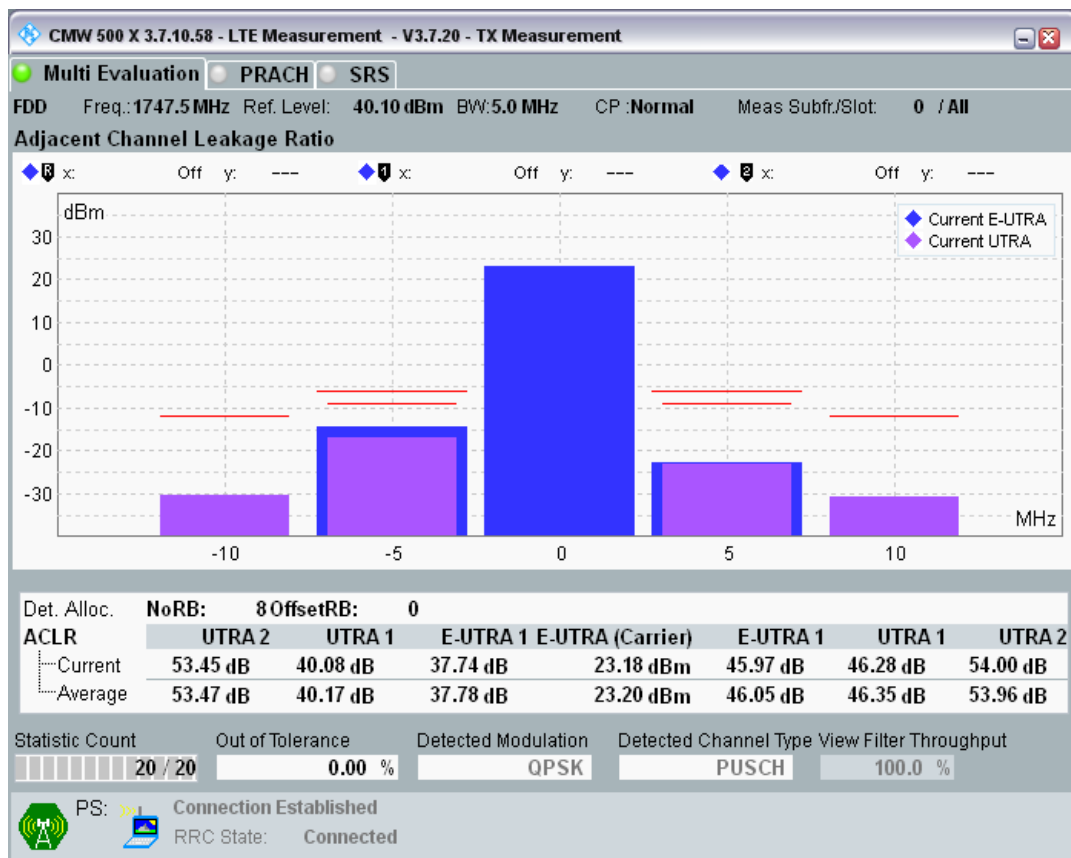 CMW 500 X 3.7.10.58 - LTE Measurement - V3.7.20 - TX Measurement
Multi Evaluation PRACH SRS
FDD Freq.:1747.5 MHz Ref. Level: 40.10 dBm BW:5.0 MHz CP :Normal Meas Subfr./Slot: 0 / All
Adjacent Channel Leakage Ratio
R x: Off y: --- 1 x: Off y: --- 2 x: Off y: ---
dBm
Current E-UTRA
Current UTRA
30
20
10
0
-10
-20
-30
MHz
-10 -5 0 5 10
Det. Alloc. NoRB: 8 OffsetRB: 0
ACLR UTRA 2 UTRA 1 E-UTRA 1 E-UTRA (Carrier) E-UTRA 1 UTRA 1 UTRA 2
Current 53.45 dB 40.08 dB 37.74 dB 23.18 dBm 45.97 dB 46.28 dB 54.00 dB
Average 53.47 dB 40.17 dB 37.78 dB 23.20 dBm 46.05 dB 46.35 dB 53.96 dB
Statistic Count Out of Tolerance Detected Modulation Detected Channel Type View Filter Throughput
20 / 20 0.00 % QPSK PUSCH 100.0 %
PS: Connection Established
RRC State: Connected